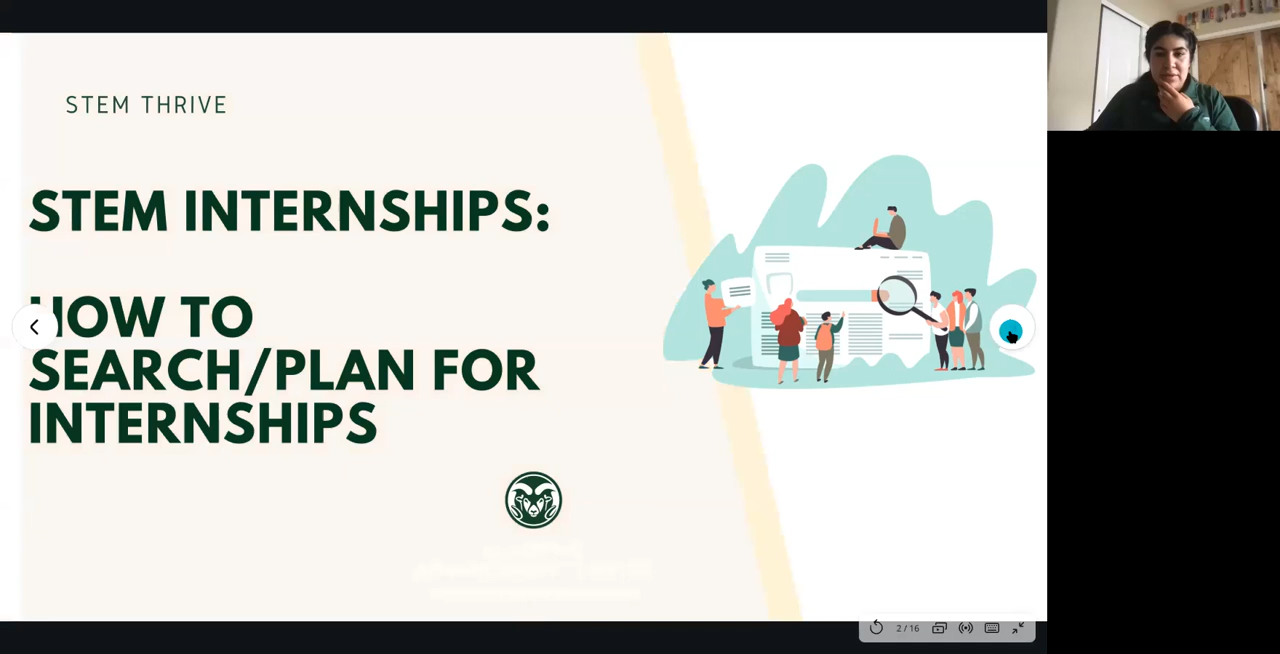 STEM THRIVE
STEM INTERNSHIPS:
HOW TO
SEARCH/PLAN FOR
INTERNSHIPS
2 / 16